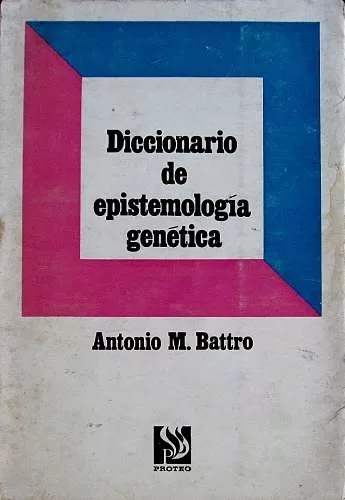 Diccionario
de
epistemología
genética
Antonio M. Battro
PROTEO